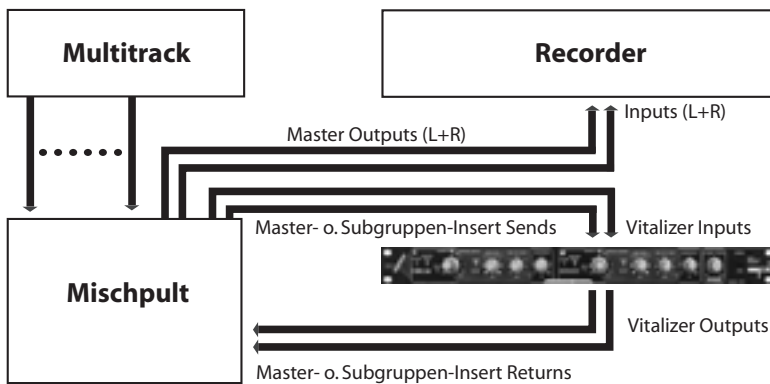 Multitrack
Recorder
Inputs (L+R)
Master Outputs (L+R)
Master- o. Subgruppen-Insert Sends
Vitalizer Inputs
Mischpult
Vitalizer Outputs
Master- o. Subgruppen-Insert Returns